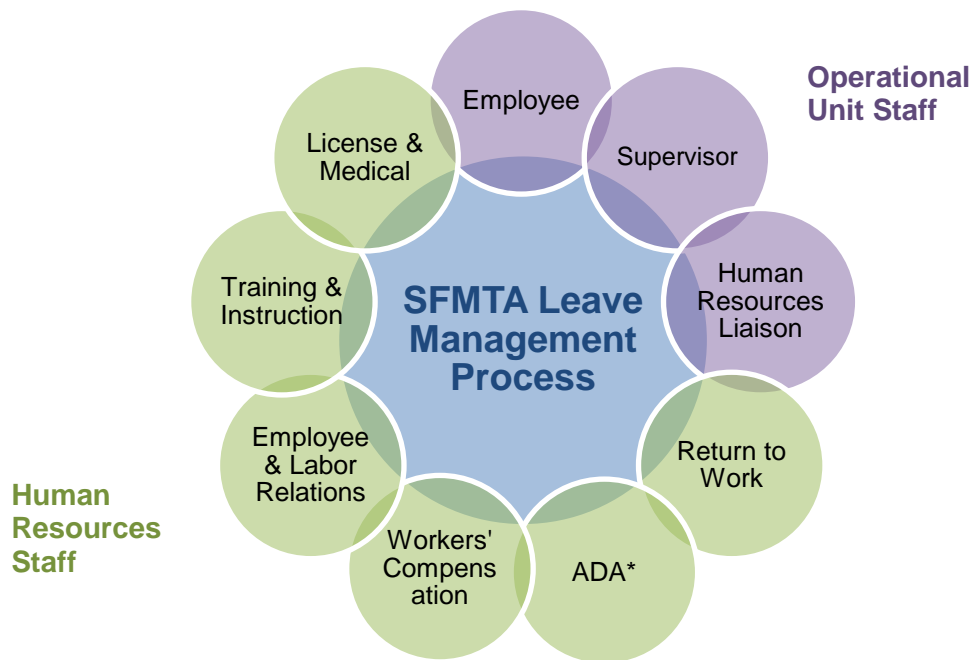 Employee
Operational
Unit Staff
License &
Medical
Supervisor
Training &
Instruction
SFMTA Leave
Management
Process
Human
Resources
Liaison
Employee
& Labor
Relations
Return to
Work
Human
Resources
Staff
Workers'
Compens
ation
ADA*